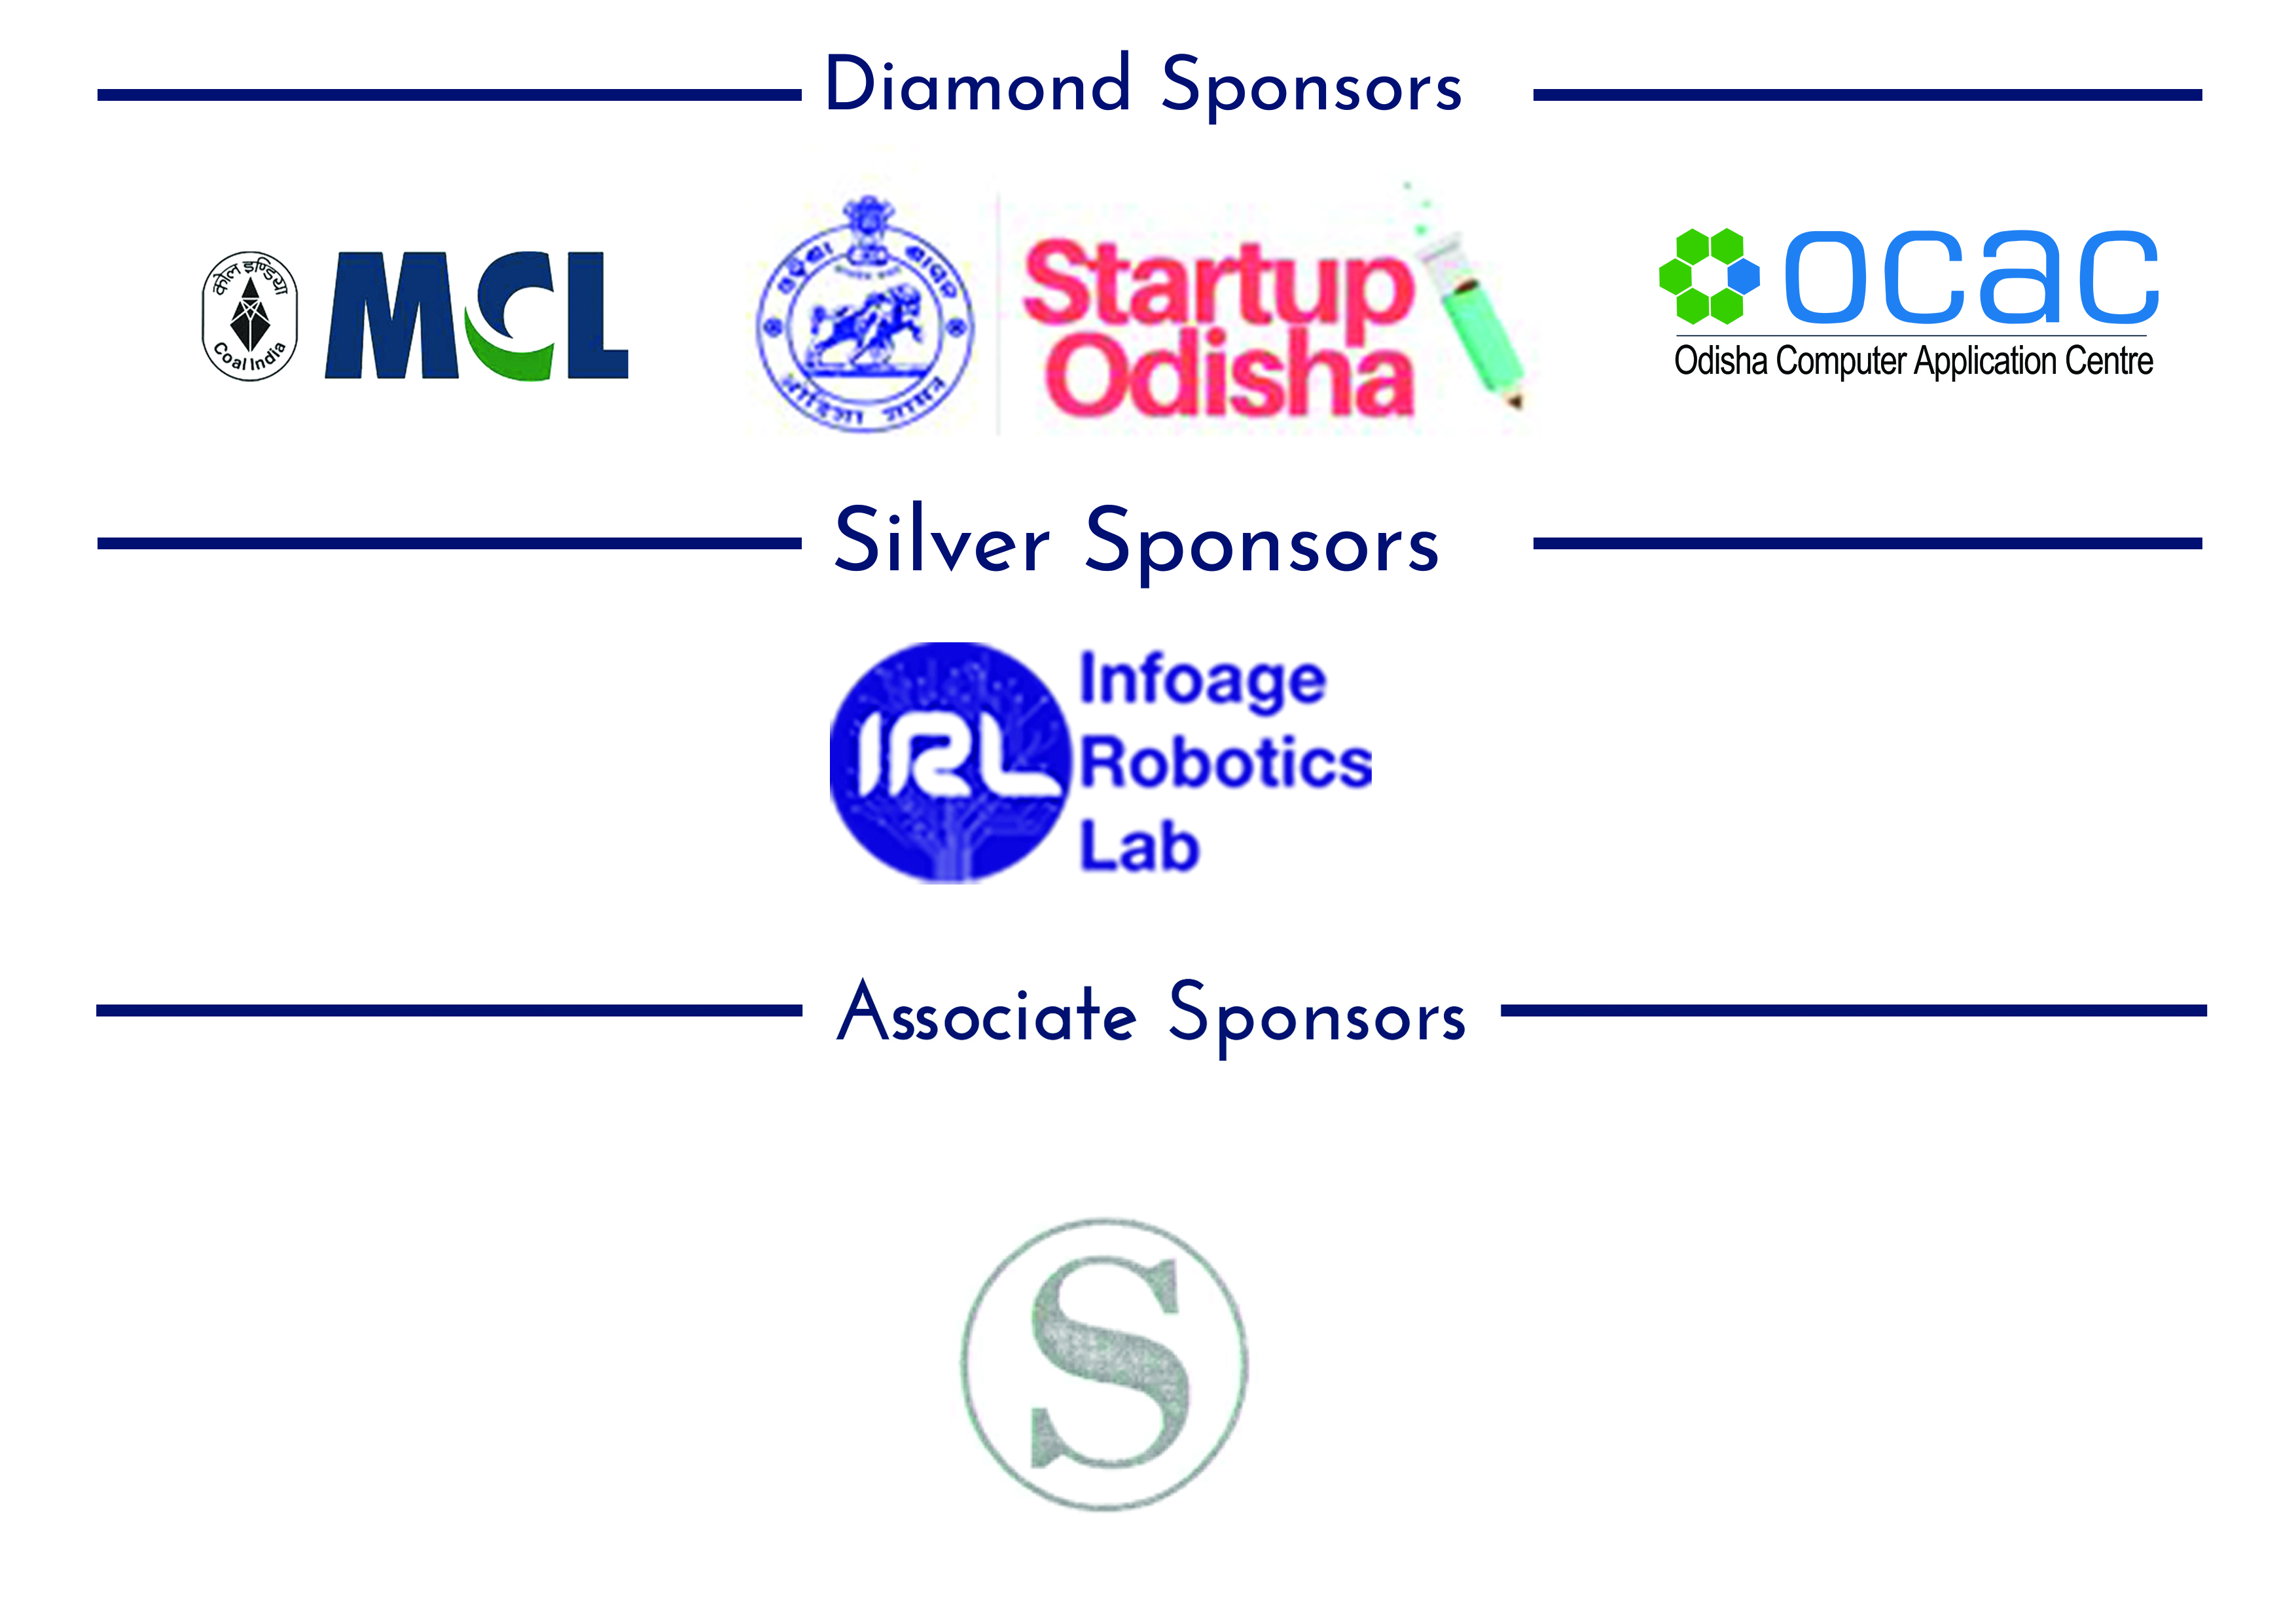 Diamond Sponsors
कोल इण्डिया
Coal India
MCL
Startup
Odisha
ocac
Odisha Computer Application Centre
Silver Sponsors
IRL
Infoage
Robotics
Lab
Associate Sponsors
S